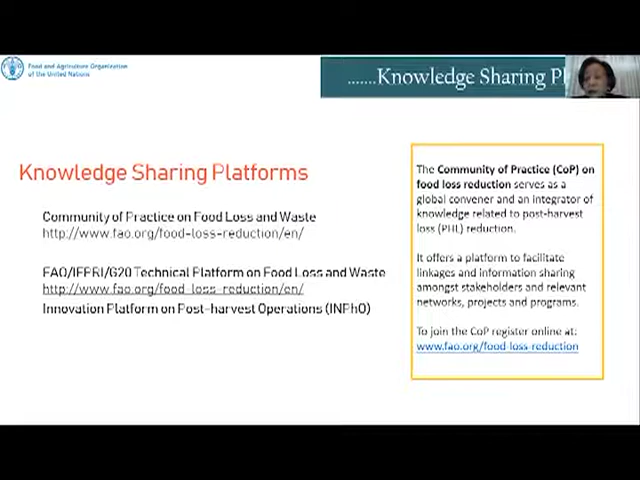 Food and Agriculture Organization
of the United Nations
.......Knowledge Sharing Pl
Knowledge Sharing Platforms
Community of Practice on Food Loss and Waste
http://www.fao.org/food-loss-reduction/en/
FAO/IFPRI/G20 Technical Platform on Food Loss and Waste
http://www.fao.org/food-loss-reduction/en/
Innovation Platform on Post-harvest Operations (INPhO)
The Community of Practice (CoP) on
food loss reduction serves as a
global convener and an integrator of
knowledge related to post-harvest
loss (PHL) reduction.
It offers a platform to facilitate
linkages and information sharing
amongst stakeholders and relevant
networks, projects and programs.
To join the CoP register online at:
www.fao.org/food-loss-reduction